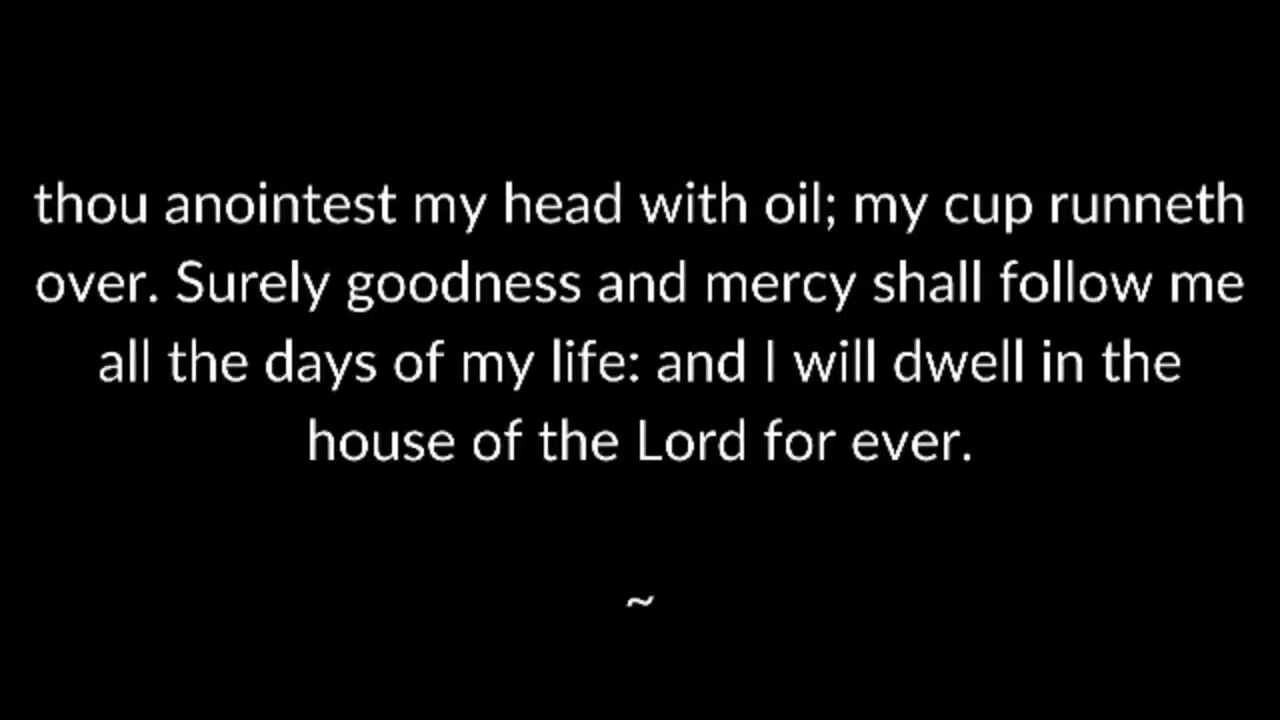 thou anointest my head with oil; my cup runneth
over. Surely goodness and mercy shall follow me
all the days of my life: and I will dwell in the
house of the Lord for ever.
~